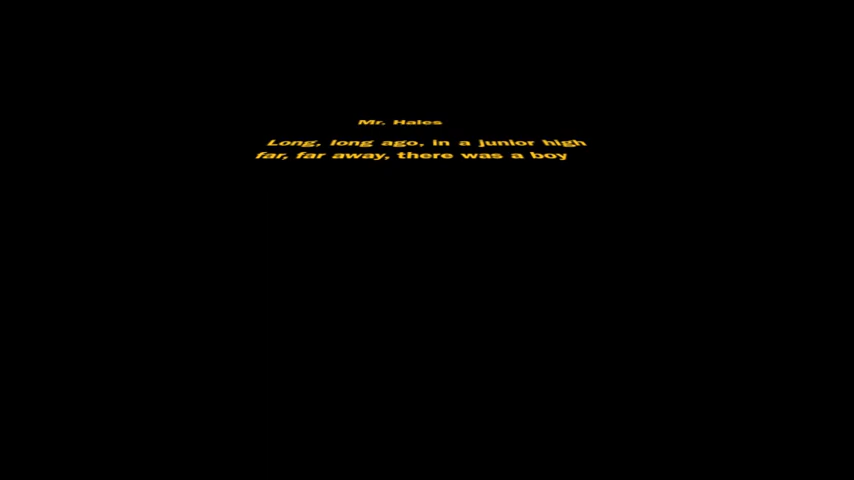 Mr. Hales
Long, long ago, in a junior high
far, far away, there was a boy